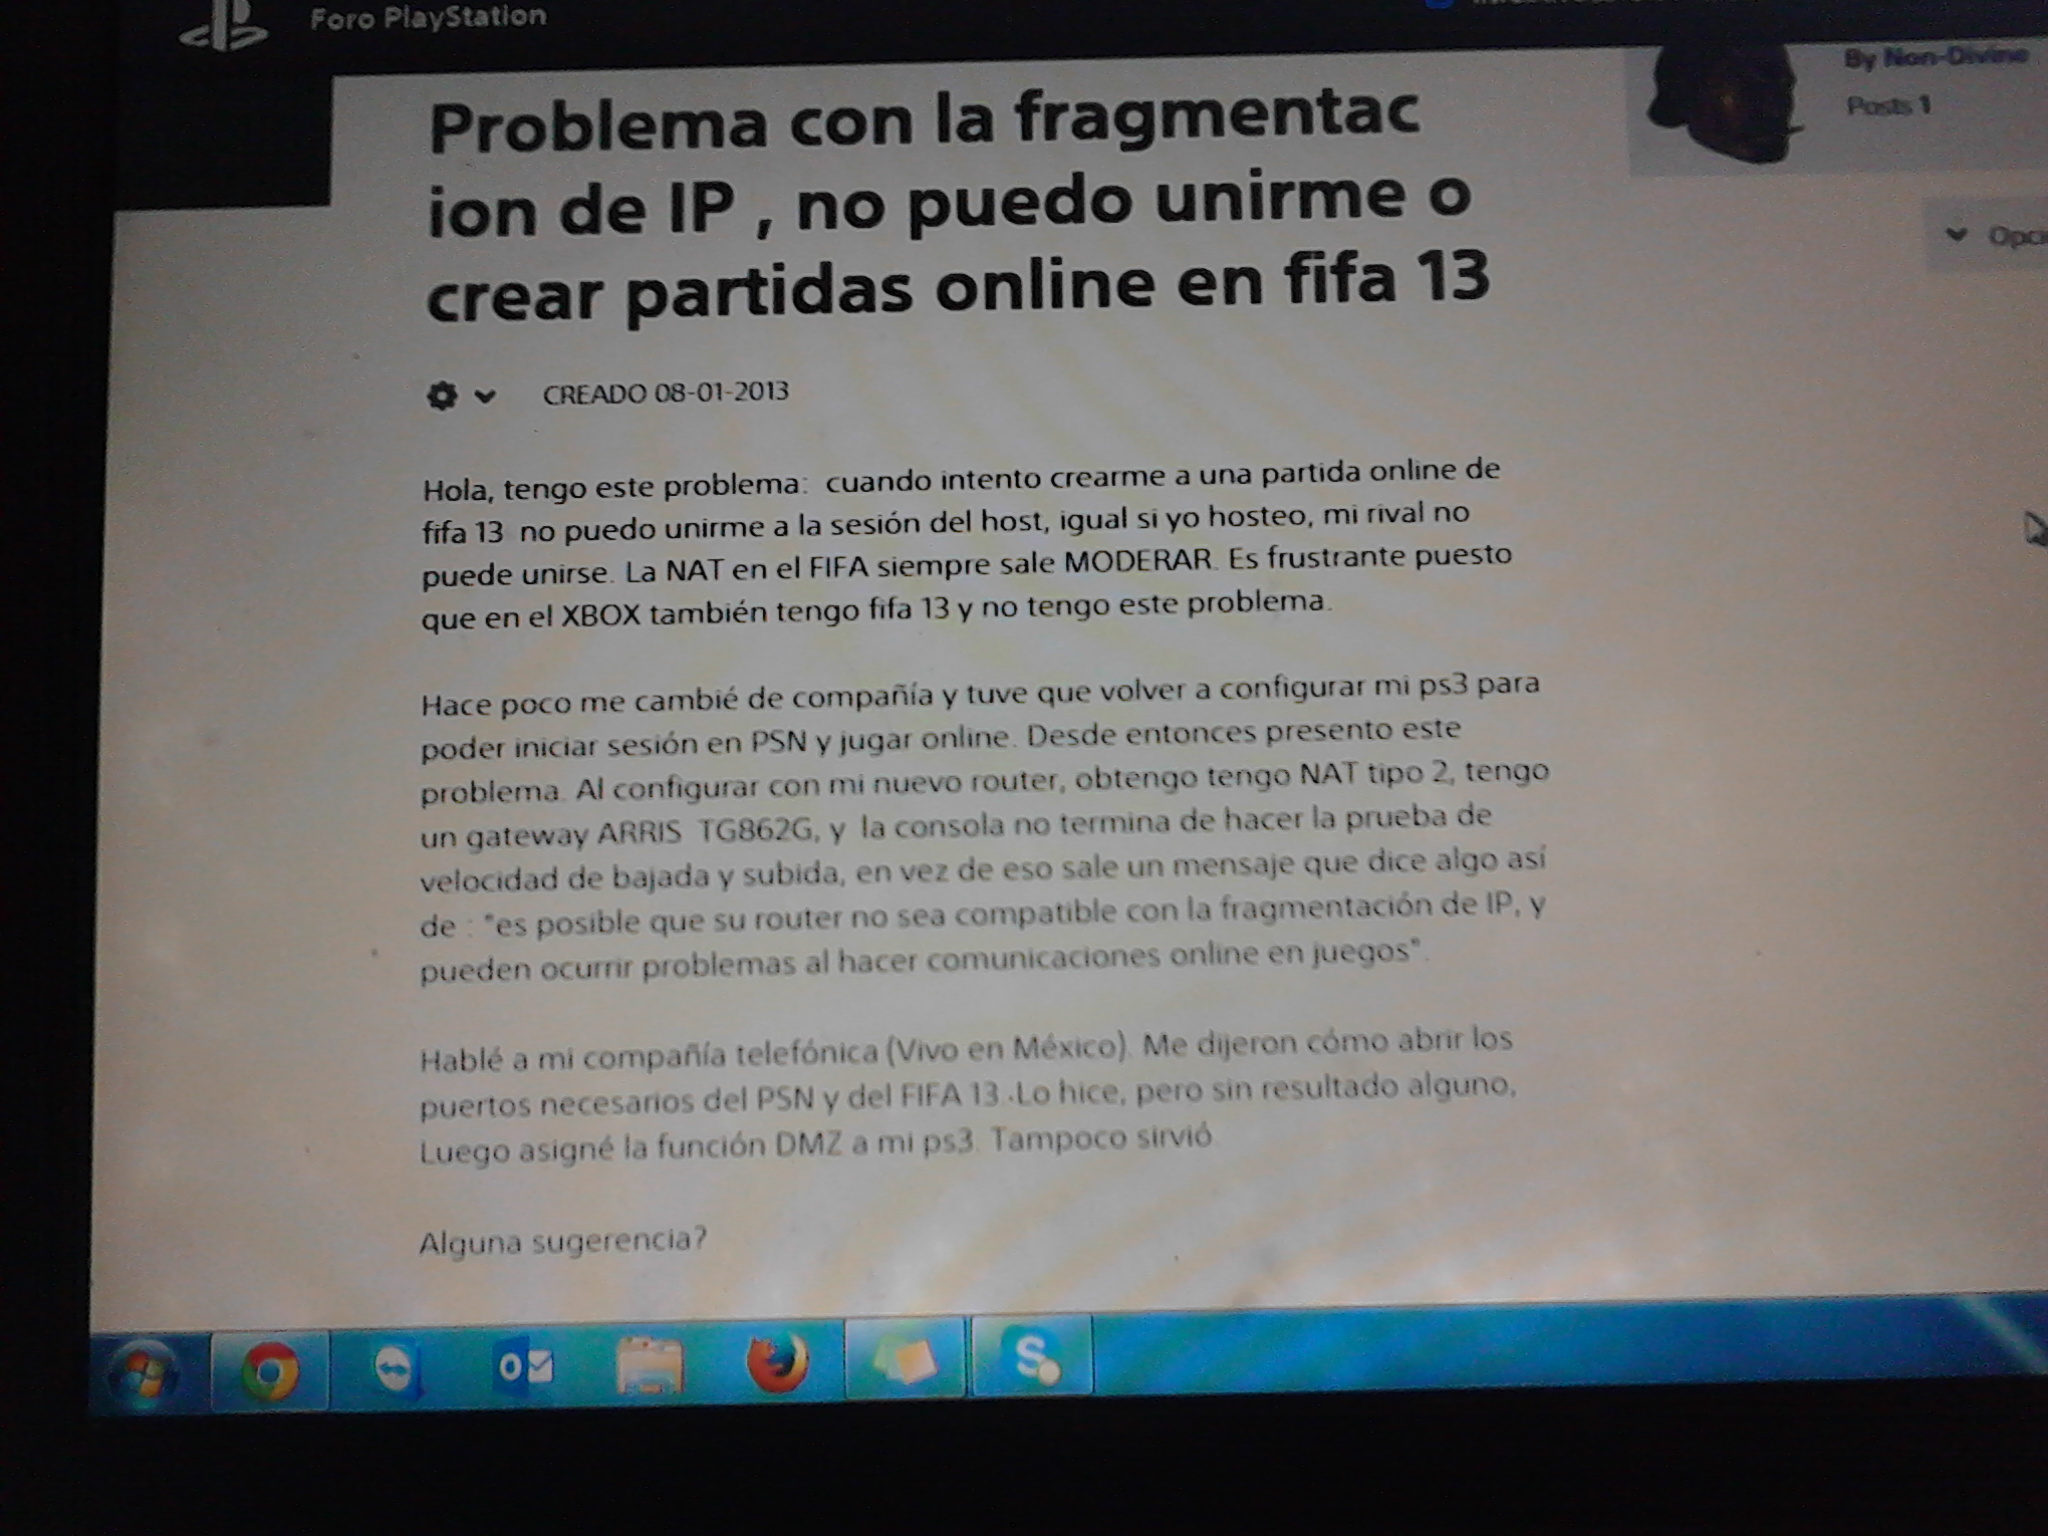 Foro PlayStation
By Non-Divine
Posts 1
Problema con la fragmentac
ion de IP , no puedo unirme o
crear partidas online en fifa 13
CREADO 08-01-2013
Hola, tengo este problema:  cuando intento crearme a una partida online de
fifa 13  no puedo unirme a la sesión del host, igual si yo hosteo, mi rival no
puede unirse. La NAT en el FIFA siempre sale MODERAR. Es frustrante puesto
que en el XBOX también tengo fifa 13 y no tengo este problema.
Hace poco me cambié de compañía y tuve que volver a configurar mi ps3 para
poder iniciar sesión en PSN y jugar online. Desde entonces presento este
problema. Al configurar con mi nuevo router, obtengo tengo NAT tipo 2, tengo
un gateway ARRIS  TG862G, y  la consola no termina de hacer la prueba de
velocidad de bajada y subida, en vez de eso sale un mensaje que dice algo así
de : "es posible que su router no sea compatible con la fragmentación de IP, y
pueden ocurrir problemas al hacer comunicaciones online en juegos".
Hablé a mi compañía telefónica (Vivo en México). Me dijeron cómo abrir los
puertos necesarios del PSN y del FIFA 13 .Lo hice, pero sin resultado alguno,
Luego asigné la función DMZ a mi ps3. Tampoco sirvió.
Alguna sugerencia?